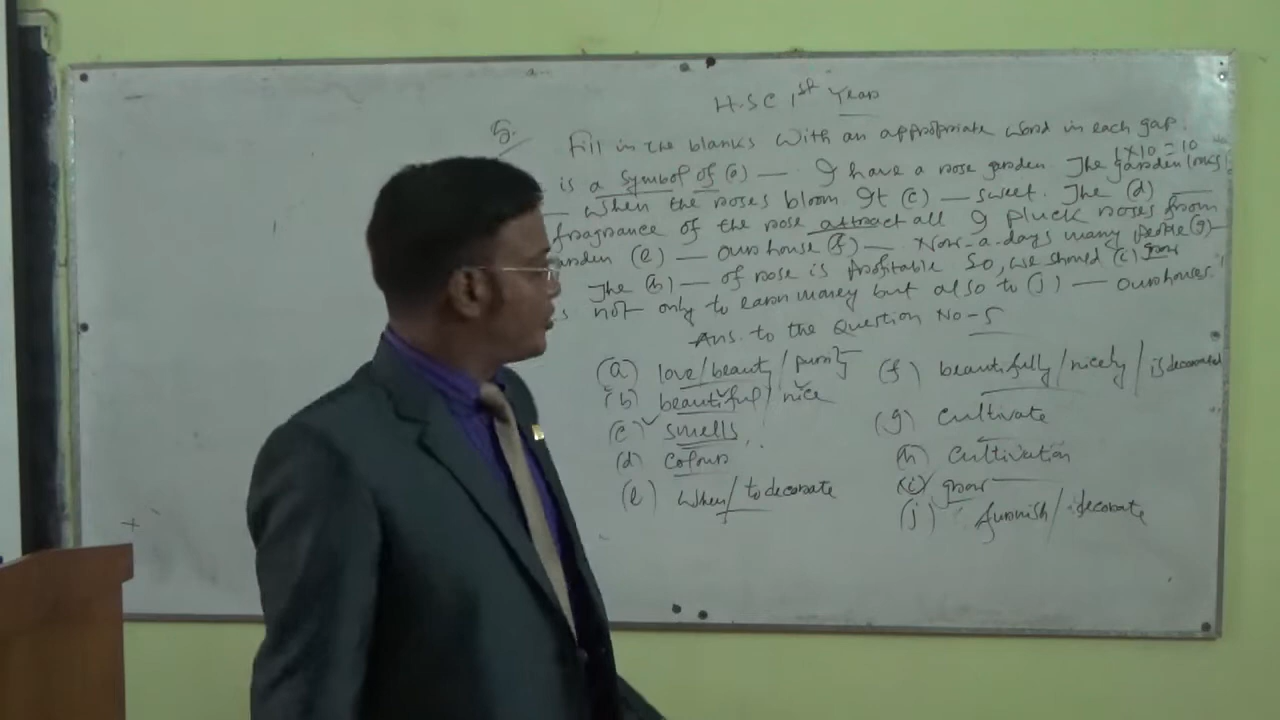 H.S.C 1st Year
5. Fill in the blanks with an appropriate word in each gap.
1×10=10
is a symbol of (a) — I have a rose garden. The garden looks
— when the roses bloom It (c) — sweet. The (d) —
fragrance of the rose attract all I pluck roses from
garden (e) — our house (f) — Now-a-days many people (g) —
The (h) — of rose is profitable So, we should (i) grow
not only to earn money but also to (j) — our houses.
Ans. to the Question No-5
(a) love/beauty/purity
(b) beautiful/nice
(c) smells
(d) colour
(e) when/to decorate
(f) beautifully/nicely/is decorated
(g) cultivate
(h) cultivation
(i) grow
(j) furnish/decorate